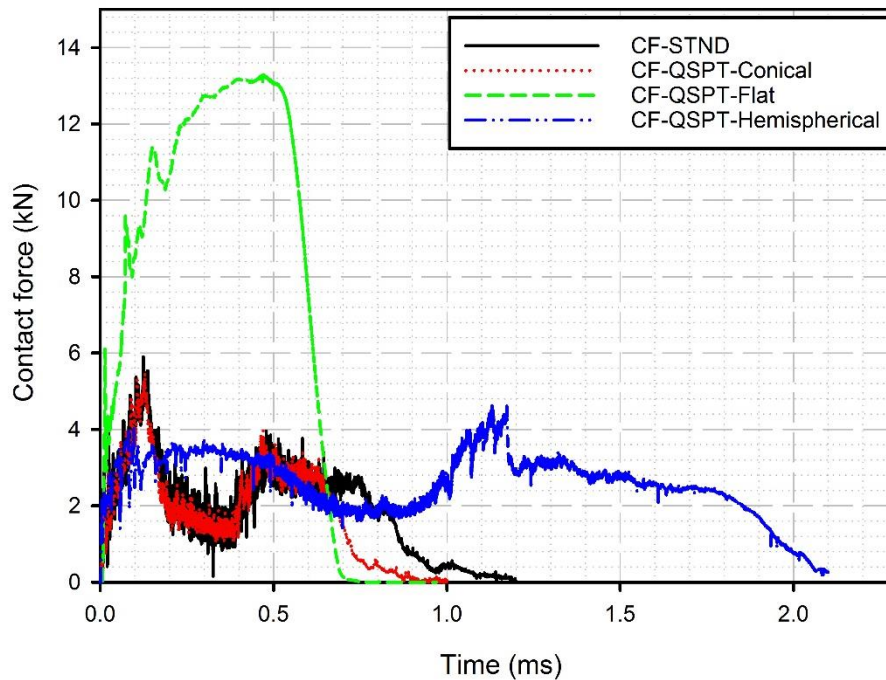 CF-STND
CF-QSPT-Conical
CF-QSPT-Flat
CF-QSPT-Hemispherical
Contact force (kN)
14
12
10
8
6
4
2
0
0.0
0.5
1.0
1.5
2.0
Time (ms)